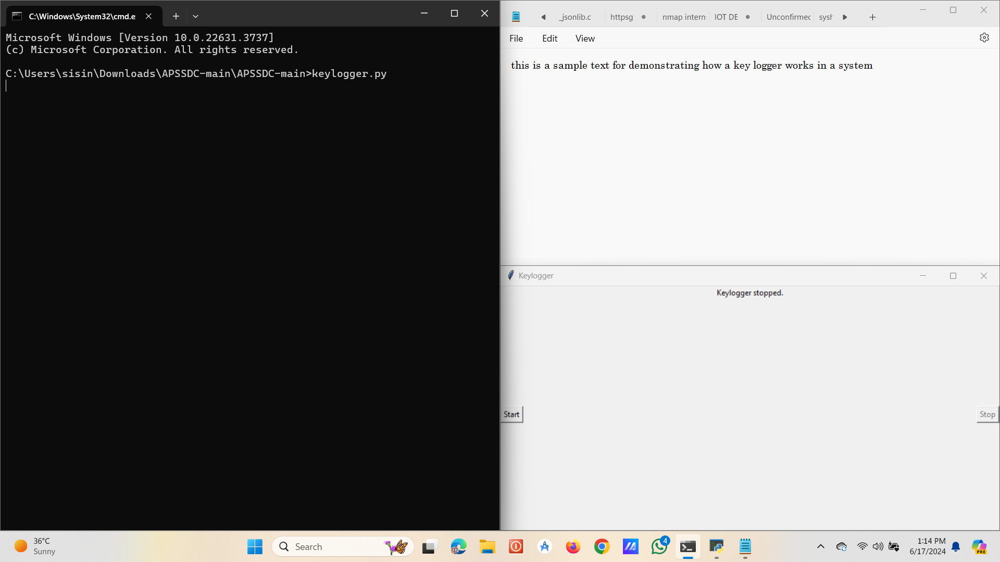 C:\Windows\System32\cmd.e
Microsoft Windows [Version 10.0.22631.3737]
(c) Microsoft Corporation. All rights reserved.
C:\Users\sisin\Downloads\APSSDC-main\APSSDC-main>keylogger.py
_jsonlib.c
httpsg
nmap intern
IOT DE
Unconfirmec
sysh
File
Edit
View
this is a sample text for demonstrating how a key logger works in a system
Keylogger
Keylogger stopped.
Start
Stop
36°C
Sunny
Search
4
1:14 PM
6/17/2024
PRE